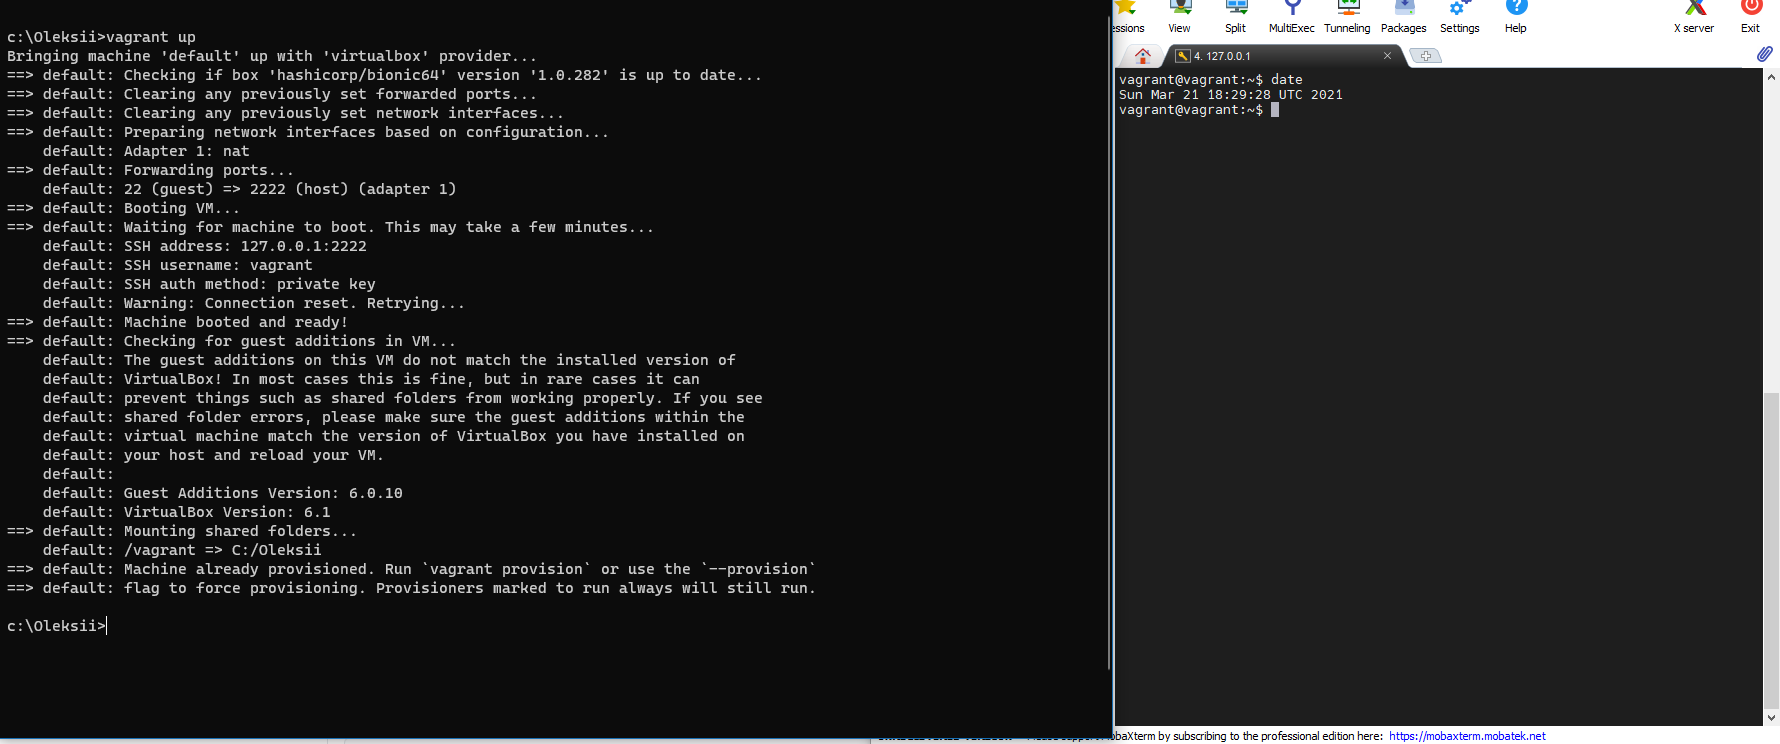 c:\Oleksii>vagrant up
Bringing machine 'default' up with 'virtualbox' provider...
==> default: Checking if box 'hashicorp/bionic64' version '1.0.282' is up to date...
==> default: Clearing any previously set forwarded ports...
==> default: Clearing any previously set network interfaces...
==> default: Preparing network interfaces based on configuration...
    default: Adapter 1: nat
==> default: Forwarding ports...
    default: 22 (guest) => 2222 (host) (adapter 1)
==> default: Booting VM...
==> default: Waiting for machine to boot. This may take a few minutes...
    default: SSH address: 127.0.0.1:2222
    default: SSH username: vagrant
    default: SSH auth method: private key
    default: Warning: Connection reset. Retrying...
==> default: Machine booted and ready!
==> default: Checking for guest additions in VM...
    default: The guest additions on this VM do not match the installed version of
    default: VirtualBox! In most cases this is fine, but in rare cases it can
    default: prevent things such as shared folders from working properly. If you see
    default: shared folder errors, please make sure the guest additions within the
    default: virtual machine match the version of VirtualBox you have installed on
    default: your host and reload your VM.
    default:
    default: Guest Additions Version: 6.0.10
    default: VirtualBox Version: 6.1
==> default: Mounting shared folders...
    default: /vagrant => C:/Oleksii
==> default: Machine already provisioned. Run `vagrant provision` or use the `--provision`
==> default: flag to force provisioning. Provisioners marked to run always will still run.
c:\Oleksii>
essions View Split MultiExec Tunneling Packages Settings Help X server Exit
4. 127.0.0.1
vagrant@vagrant:~$ date
Sun Mar 21 18:29:28 UTC 2021
vagrant@vagrant:~$
obaXterm by subscribing to the professional edition here: https://mobaxterm.mobatek.net